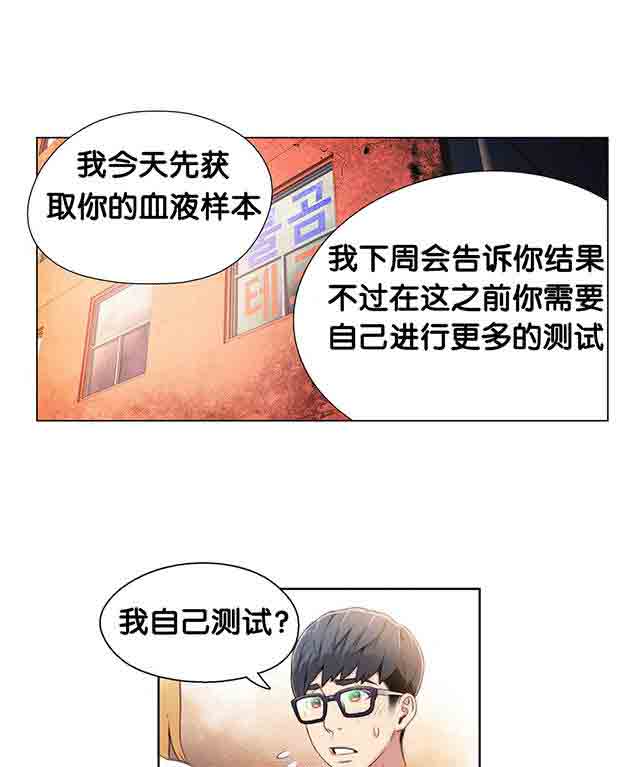 我今天先获
取你的血液样本
곰
테
我下周会告诉你结果
不过在这之前你需要
自己进行更多的测试
我自己测试?